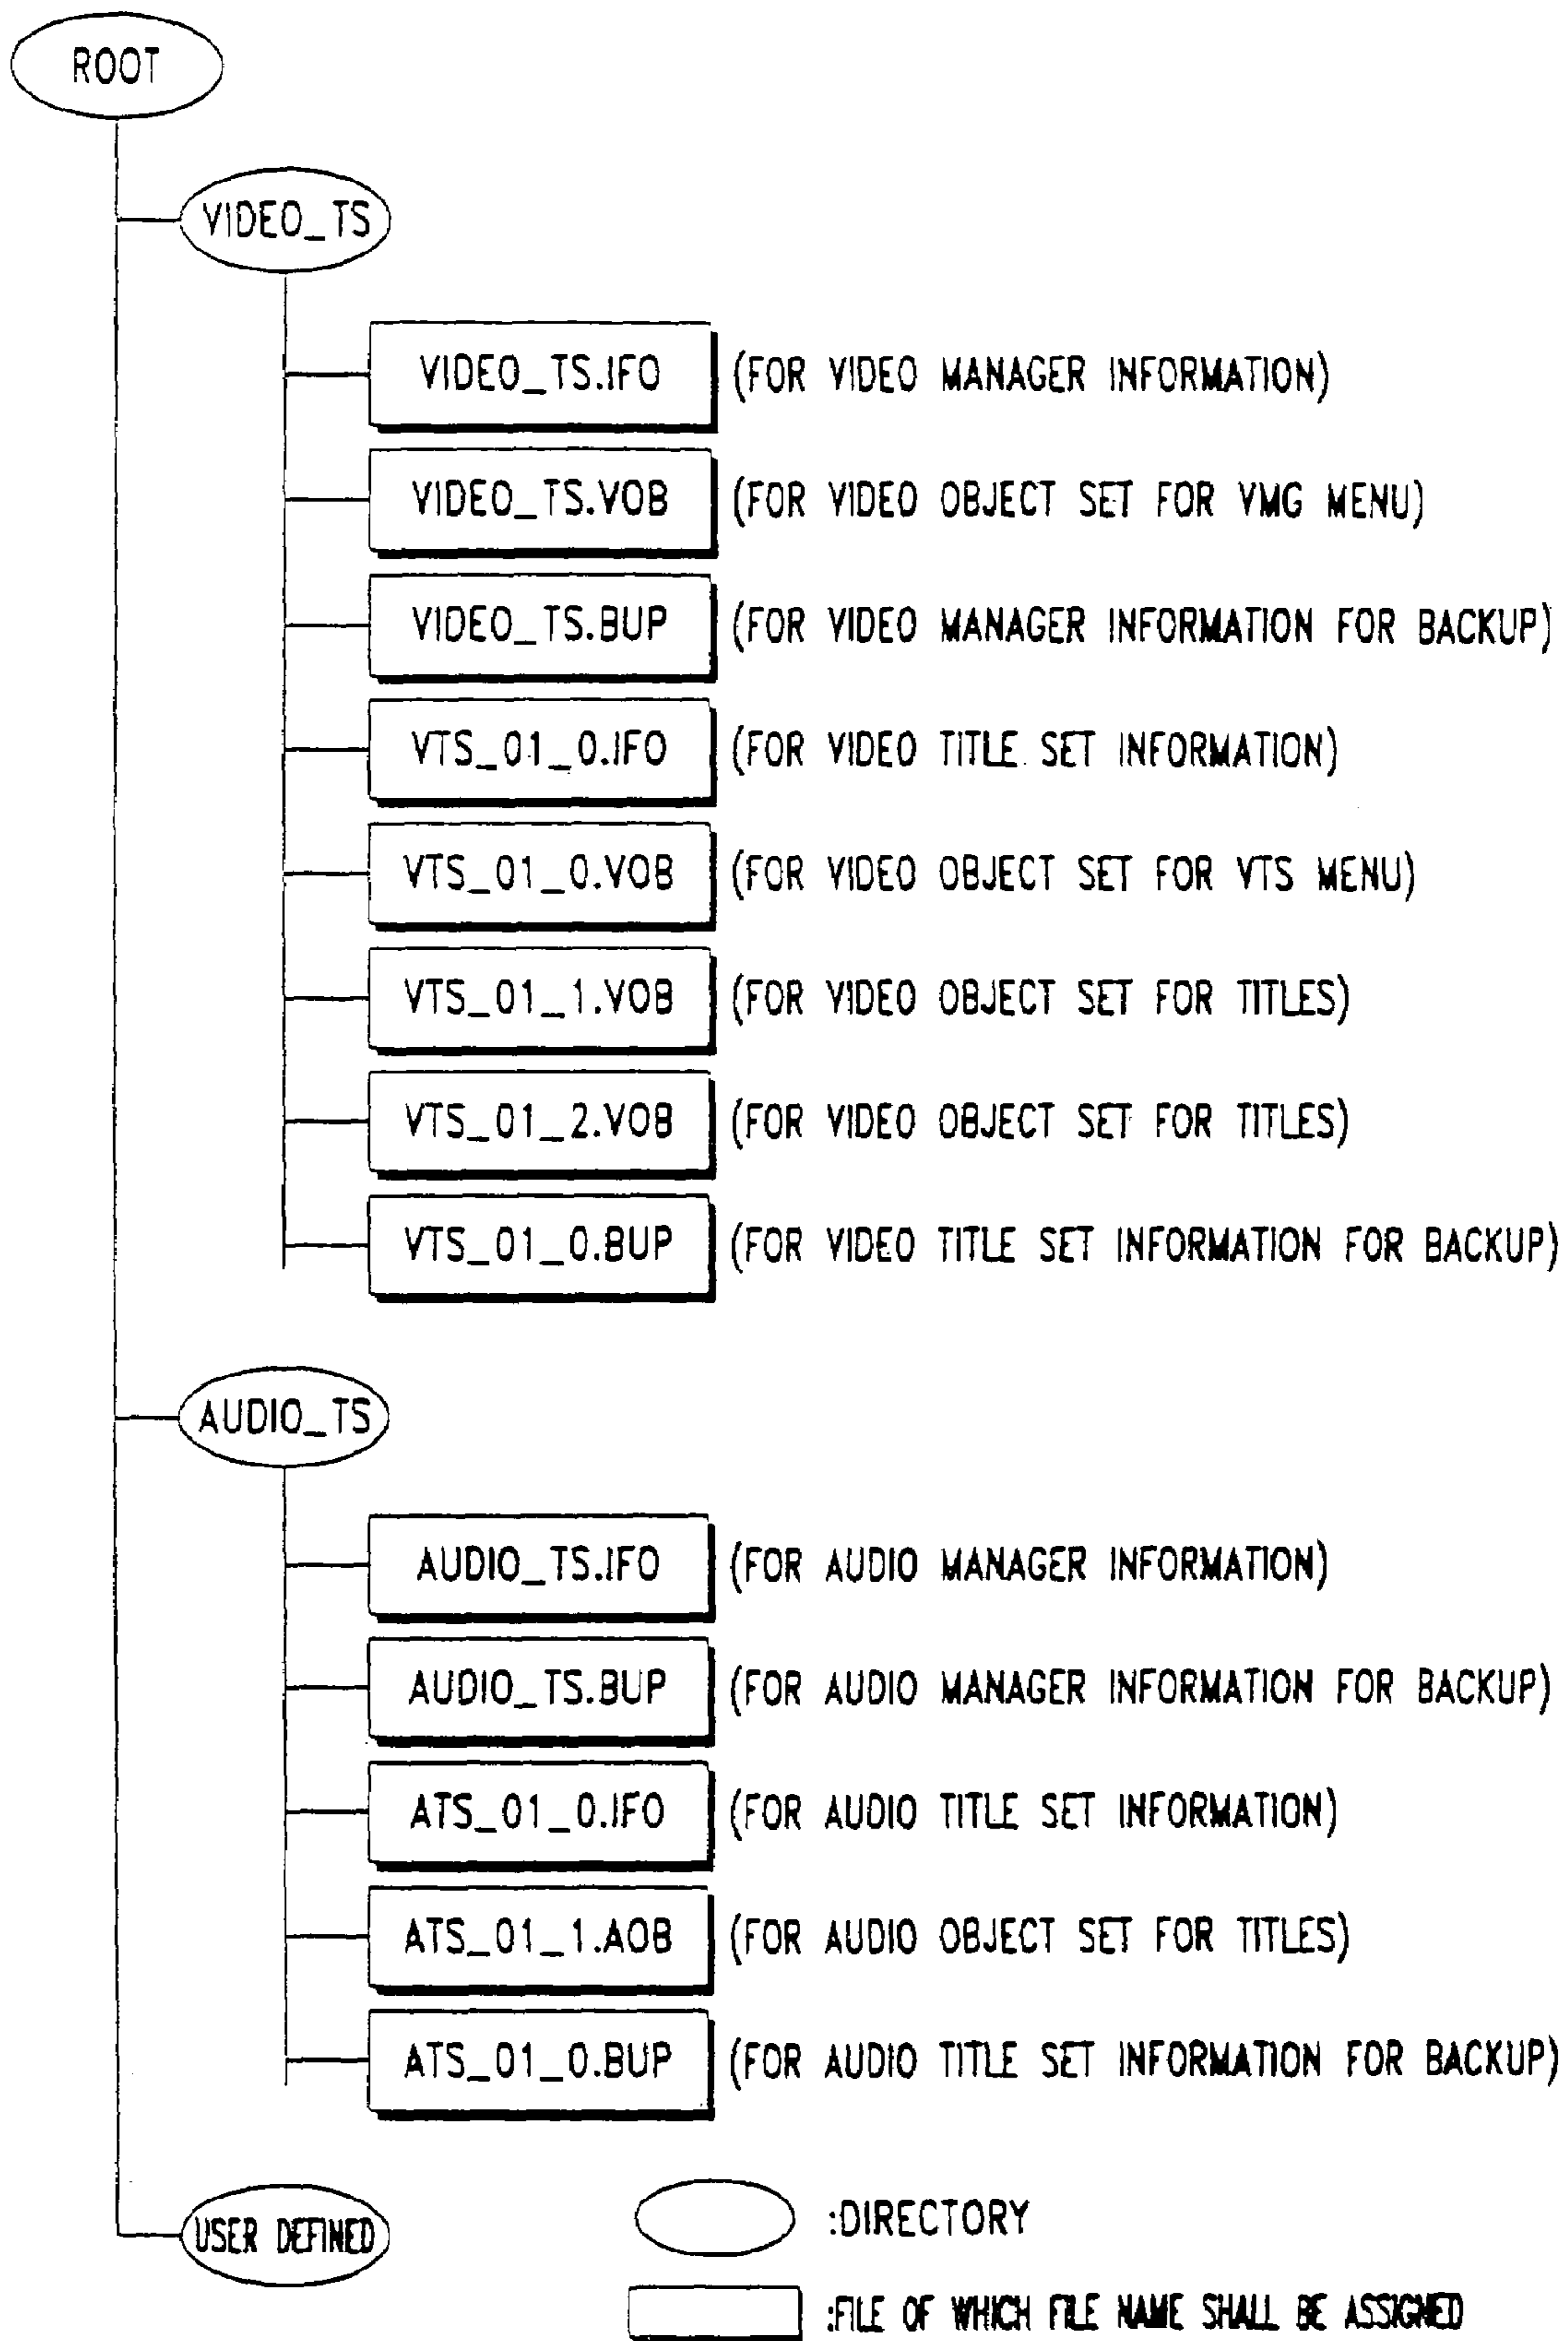 ROOT
VIDEO_TS
VIDEO_TS.IFO (FOR VIDEO MANAGER INFORMATION)
VIDEO_TS.VOB (FOR VIDEO OBJECT SET FOR VMG MENU)
VIDEO_TS.BUP (FOR VIDEO MANAGER INFORMATION FOR BACKUP)
VTS_01_0.IFO (FOR VIDEO TITLE SET INFORMATION)
VTS_01_0.VOB (FOR VIDEO OBJECT SET FOR VTS MENU)
VTS_01_1.VOB (FOR VIDEO OBJECT SET FOR TITLES)
VTS_01_2.VOB (FOR VIDEO OBJECT SET FOR TITLES)
VTS_01_0.BUP (FOR VIDEO TITLE SET INFORMATION FOR BACKUP)
AUDIO_TS
AUDIO_TS.IFO (FOR AUDIO MANAGER INFORMATION)
AUDIO_TS.BUP (FOR AUDIO MANAGER INFORMATION FOR BACKUP)
ATS_01_0.IFO (FOR AUDIO TITLE SET INFORMATION)
ATS_01_1.AOB (FOR AUDIO OBJECT SET FOR TITLES)
ATS_01_0.BUP (FOR AUDIO TITLE SET INFORMATION FOR BACKUP)
USER DEFINED
:DIRECTORY
:FILE OF WHICH FILE NAME SHALL BE ASSIGNED